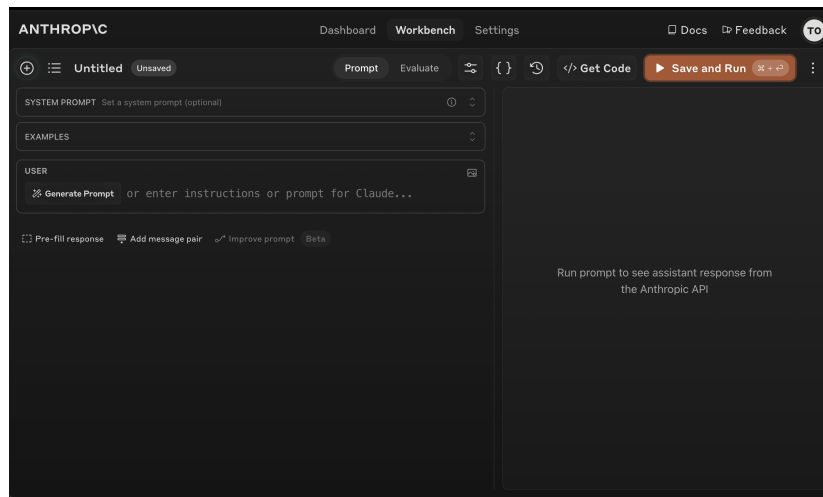 ANTHROP\C Dashboard Workbench Settings Docs Feedback TO
Untitled Unsaved Prompt Evaluate { } </> Get Code Save and Run ⌘ + ⏎
SYSTEM PROMPT Set a system prompt (optional)
EXAMPLES
USER
Generate Prompt or enter instructions or prompt for Claude...
Pre-fill response Add message pair Improve prompt Beta
Run prompt to see assistant response from
the Anthropic API